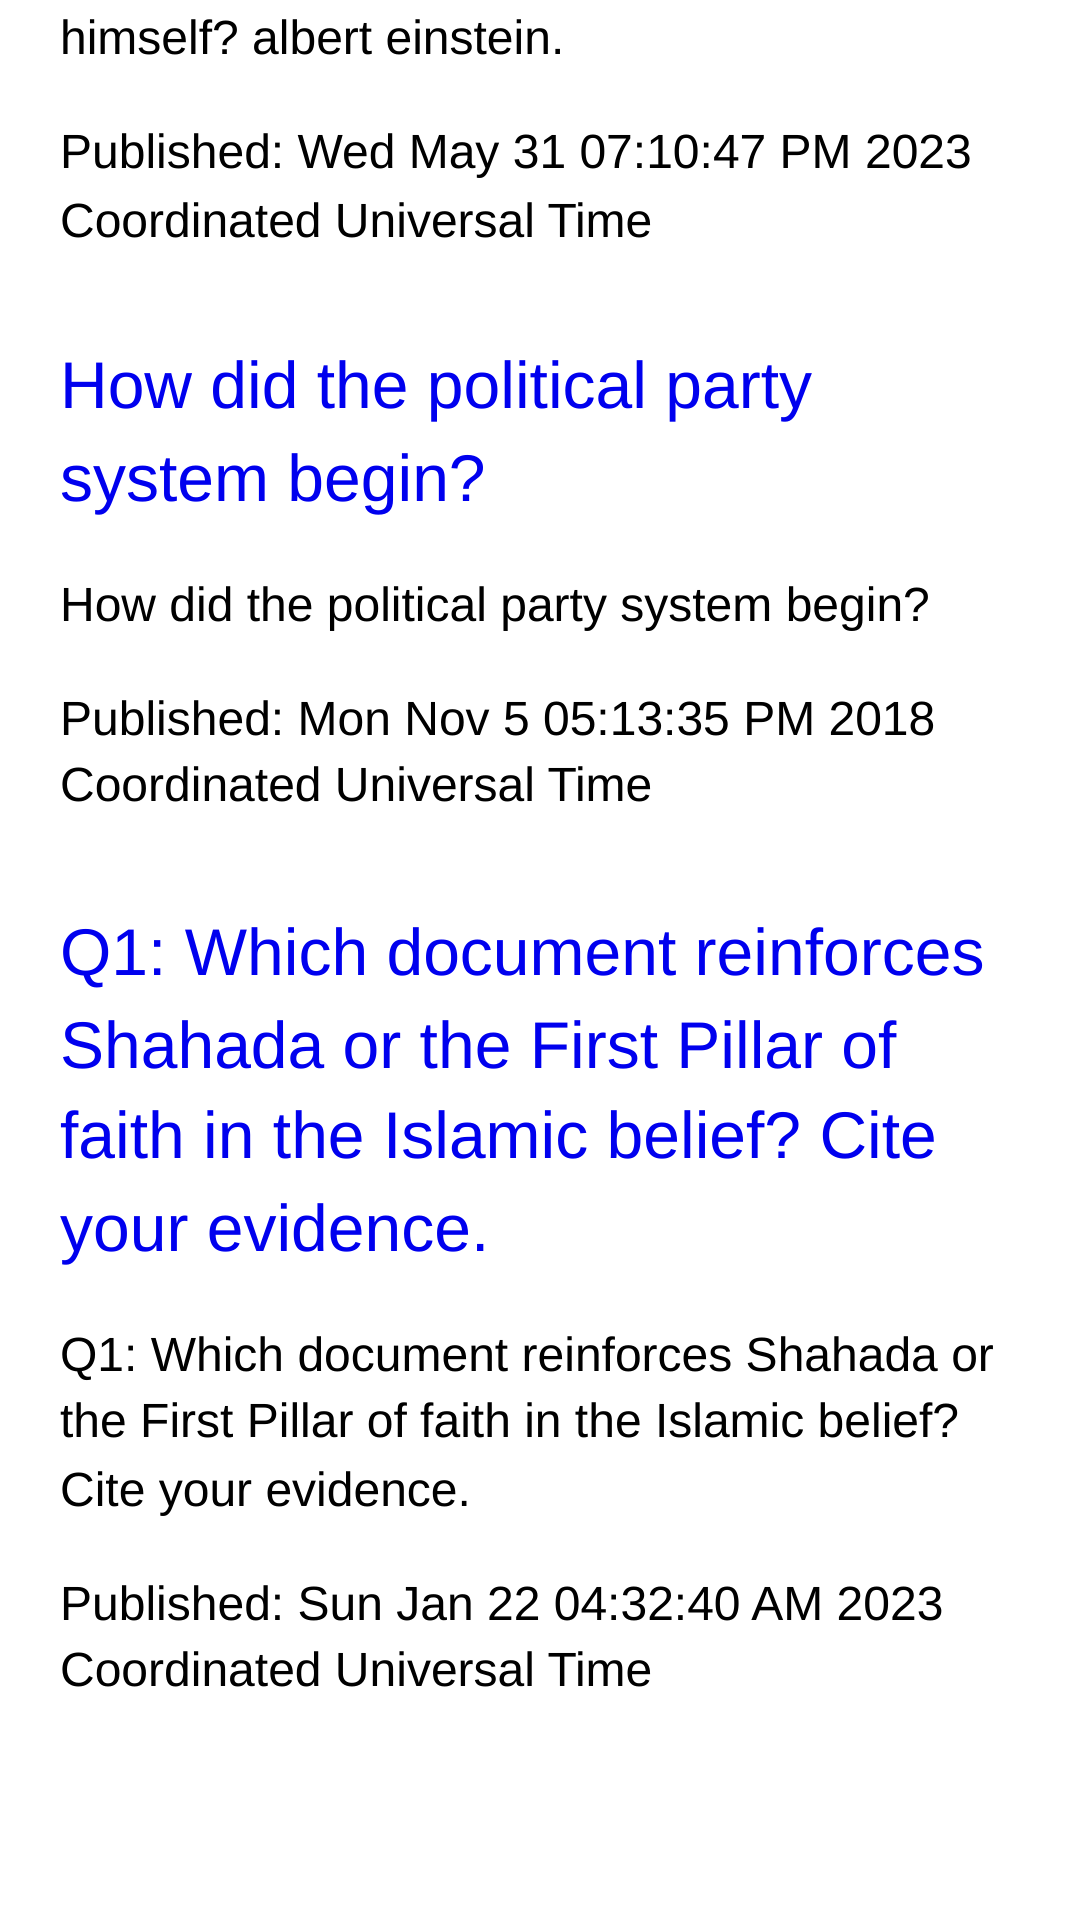 himself? albert einstein.
Published: Wed May 31 07:10:47 PM 2023
Coordinated Universal Time
How did the political party
system begin?
How did the political party system begin?
Published: Mon Nov 5 05:13:35 PM 2018
Coordinated Universal Time
Q1: Which document reinforces
Shahada or the First Pillar of
faith in the Islamic belief? Cite
your evidence.
Q1: Which document reinforces Shahada or
the First Pillar of faith in the Islamic belief?
Cite your evidence.
Published: Sun Jan 22 04:32:40 AM 2023
Coordinated Universal Time